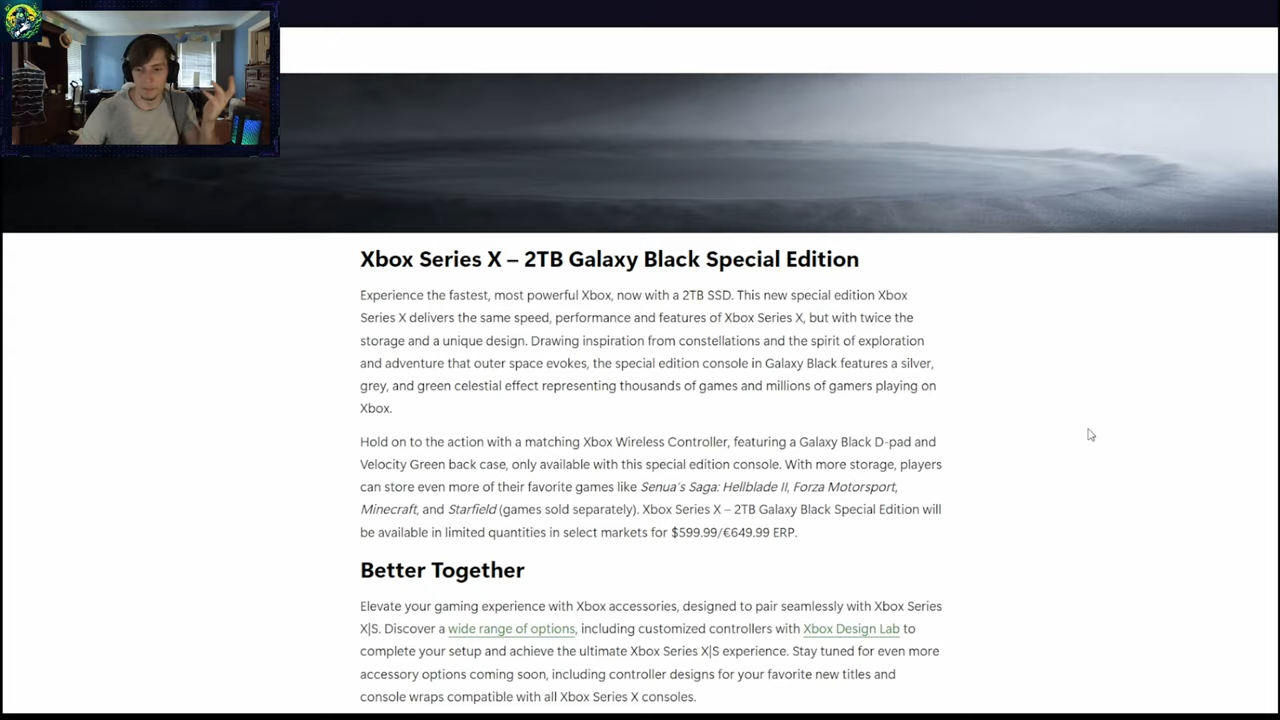 Xbox Series X – 2TB Galaxy Black Special Edition
Experience the fastest, most powerful Xbox, now with a 2TB SSD. This new special edition Xbox
Series X delivers the same speed, performance and features of Xbox Series X, but with twice the
storage and a unique design. Drawing inspiration from constellations and the spirit of exploration
and adventure that outer space evokes, the special edition console in Galaxy Black features a silver,
grey, and green celestial effect representing thousands of games and millions of gamers playing on
Xbox.
Hold on to the action with a matching Xbox Wireless Controller, featuring a Galaxy Black D-pad and
Velocity Green back case, only available with this special edition console. With more storage, players
can store even more of their favorite games like Senua's Saga: Hellblade II, Forza Motorsport,
Minecraft, and Starfield (games sold separately). Xbox Series X – 2TB Galaxy Black Special Edition will
be available in limited quantities in select markets for $599.99/€649.99 ERP.
Better Together
Elevate your gaming experience with Xbox accessories, designed to pair seamlessly with Xbox Series
X|S. Discover a wide range of options, including customized controllers with Xbox Design Lab to
complete your setup and achieve the ultimate Xbox Series X|S experience. Stay tuned for even more
accessory options coming soon, including controller designs for your favorite new titles and
console wraps compatible with all Xbox Series X consoles.